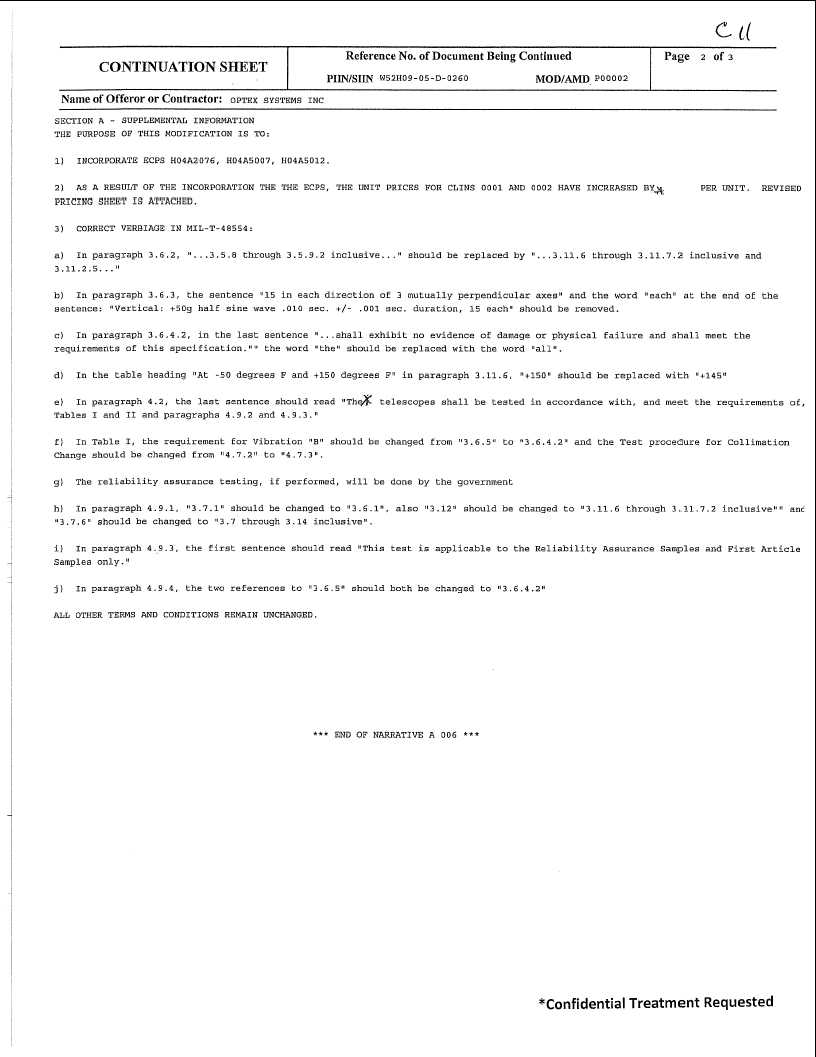 C 11
CONTINUATION SHEET
Reference No. of Document Being Continued
Page 2 of 3
PIIN/SIIN W52H09-05-D-0260 MOD/AMD P00002
Name of Offeror or Contractor: OPTEX SYSTEMS INC
SECTION A - SUPPLEMENTAL INFORMATION
THE PURPOSE OF THIS MODIFICATION IS TO:
1) INCORPORATE ECPS H04A2076, H04A5007, H04A5012.
2) AS A RESULT OF THE INCORPORATION THE THE ECPS, THE UNIT PRICES FOR CLINS 0001 AND 0002 HAVE INCREASED BY * PER UNIT. REVISED
PRICING SHEET IS ATTACHED.
3) CORRECT VERBIAGE IN MIL-T-48554:
a) In paragraph 3.6.2, "...3.5.8 through 3.5.9.2 inclusive..." should be replaced by "...3.11.6 through 3.11.7.2 inclusive and
3.11.2.5..."
b) In paragraph 3.6.3, the sentence "15 in each direction of 3 mutually perpendicular axes" and the word "each" at the end of the
sentence: "Vertical: +50g half sine wave .010 sec. +/- .001 sec. duration, 15 each" should be removed.
c) In paragraph 3.6.4.2, in the last sentence "...shall exhibit no evidence of damage or physical failure and shall meet the
requirements of this specification."" the word "the" should be replaced with the word "all".
d) In the table heading "At -50 degrees F and +150 degrees F" in paragraph 3.11.6, "+150" should be replaced with "+145"
e) In paragraph 4.2, the last sentence should read "The telescopes shall be tested in accordance with, and meet the requirements of,
Tables I and II and paragraphs 4.9.2 and 4.9.3."
f) In Table I, the requirement for Vibration "B" should be changed from "3.6.5" to "3.6.4.2" and the Test procedure for Collimation
Change should be changed from "4.7.2" to "4.7.3".
g) The reliability assurance testing, if performed, will be done by the government
h) In paragraph 4.9.1, "3.7.1" should be changed to "3.6.1", also "3.12" should be changed to "3.11.6 through 3.11.7.2 inclusive"" and
"3.7.6" should be changed to "3.7 through 3.14 inclusive".
i) In paragraph 4.9.3, the first sentence should read "This test is applicable to the Reliability Assurance Samples and First Article
Samples only."
j) In paragraph 4.9.4, the two references to "3.6.5" should both be changed to "3.6.4.2"
ALL OTHER TERMS AND CONDITIONS REMAIN UNCHANGED.
*** END OF NARRATIVE A 006 ***
*Confidential Treatment Requested